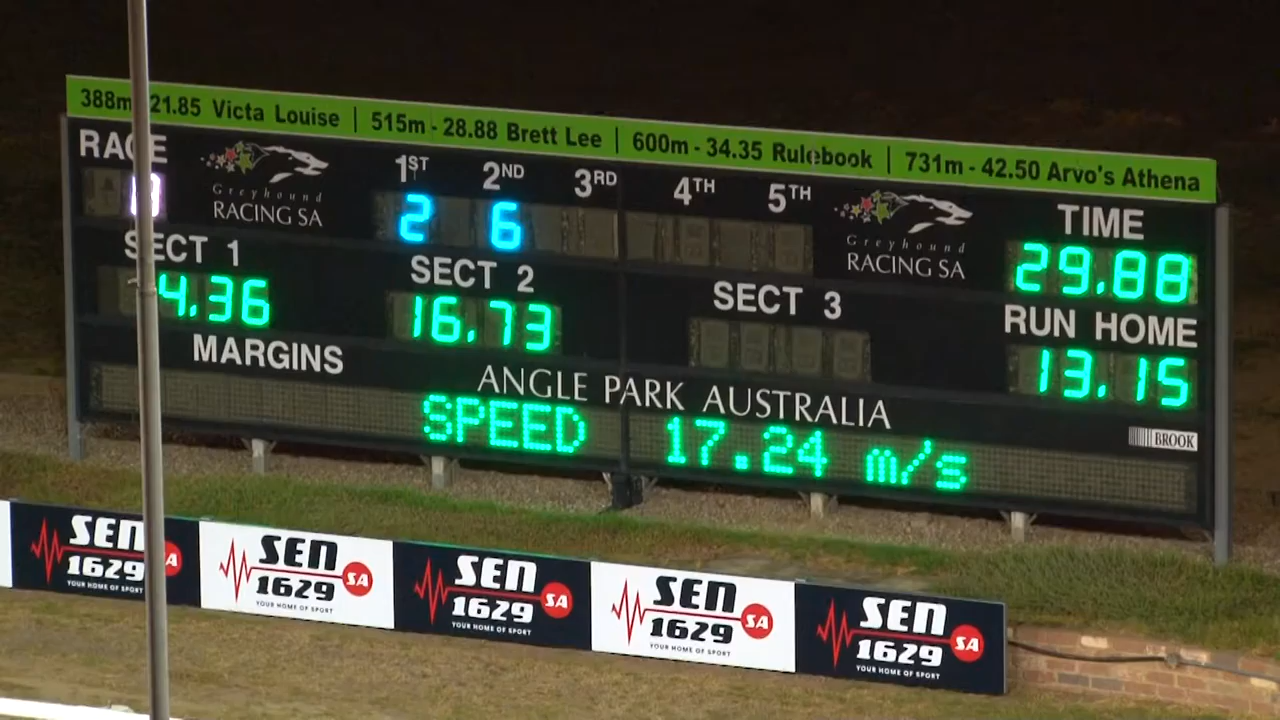 388m 21.85 Victa Louise | 515m - 28.88 Brett Lee | 600m - 34.35 Rulebook | 731m - 42.50 Arvo's Athena
RACE
Greyhound
RACING SA
1ST 2ND 3RD 4TH 5TH
2 6
Greyhound
RACING SA
TIME
29.88
SECT 1
4.36
SECT 2
16.73
SECT 3
RUN HOME
13.15
MARGINS
ANGLE PARK AUSTRALIA
SPEED 17.24 m/s
BROOK
SEN
1629 SA
YOUR HOME OF SPORT
SEN
1629 SA
YOUR HOME OF SPORT
SEN
1629 SA
YOUR HOME OF SPORT
SEN
1629 SA
YOUR HOME OF SPORT
SEN
1629 SA
YOUR HOME OF SPORT